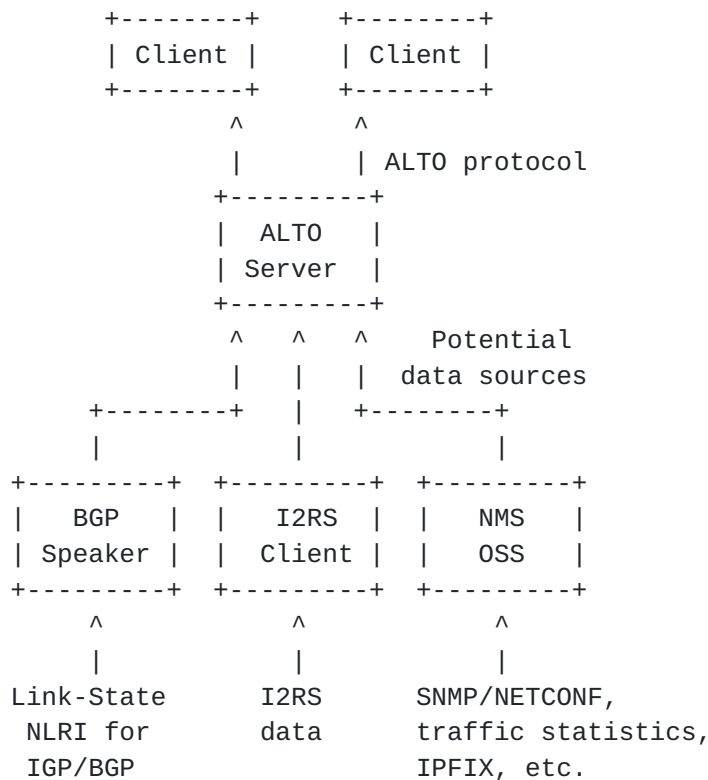 Client Client
ALTO protocol
ALTO
Server
Potential
data sources
BGP I2RS NMS
Speaker Client OSS
Link-State I2RS SNMP/NETCONF,
NLRI for data traffic statistics,
IGP/BGP IPFIX, etc.